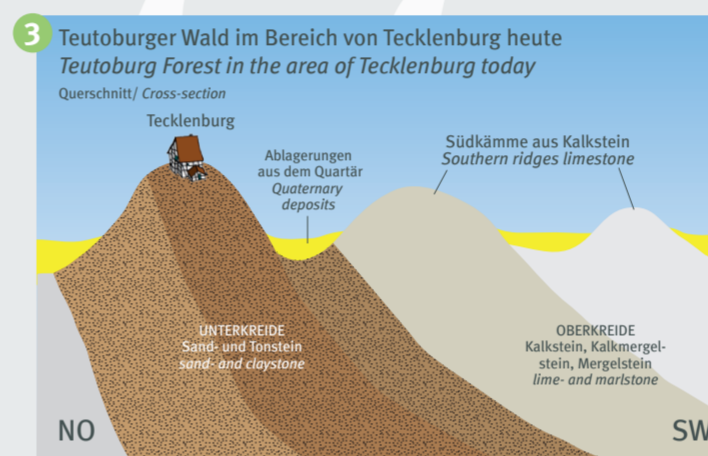 3
Teutoburger Wald im Bereich von Tecklenburg heute
Teutoburg Forest in the area of Tecklenburg today
Querschnitt/ Cross-section
Tecklenburg
Ablagerungen
aus dem Quartär
Quaternary
deposits
Südkämme aus Kalkstein
Southern ridges limestone
UNTERKREIDE
Sand- und Tonstein
sand- and claystone
OBERKREIDE
Kalkstein, Kalkmergel-
stein, Mergelstein
lime- and marlstone
NO
SW